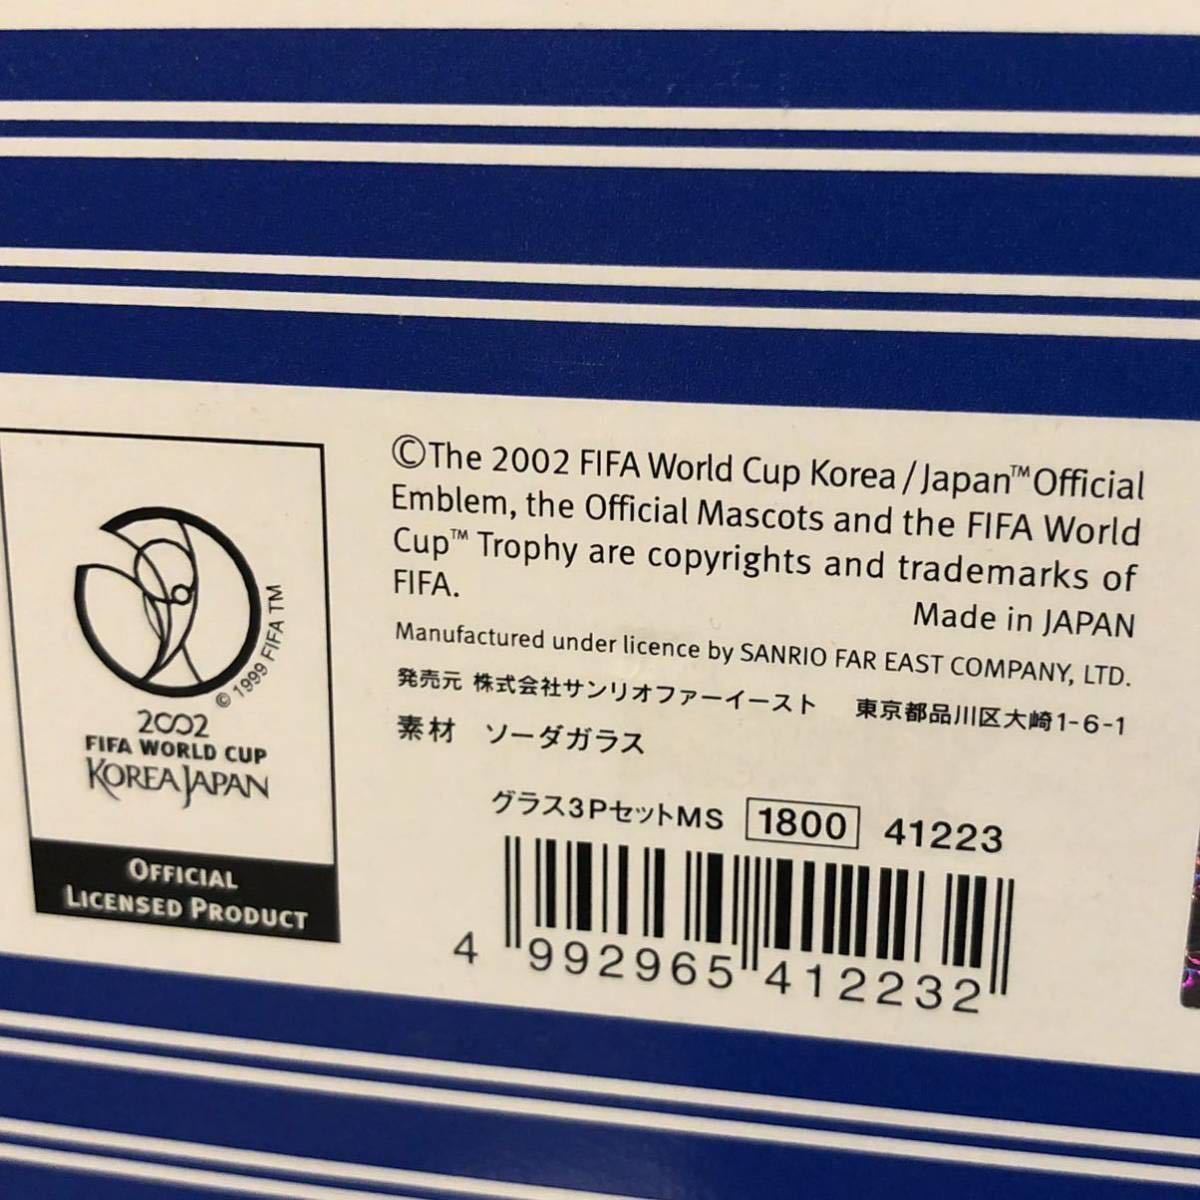 © 1999 FIFA TM
2002
FIFA WORLD CUP
KOREA JAPAN
OFFICIAL
LICENSED PRODUCT
©The 2002 FIFA World Cup Korea/Japan™ Official
Emblem, the Official Mascots and the FIFA World
Cup™ Trophy are copyrights and trademarks of
FIFA.
Made in JAPAN
Manufactured under licence by SANRIO FAR EAST COMPANY, LTD.
発売元 株式会社サンリオファーイースト 東京都品川区大崎1-6-1
素材 ソーダガラス
グラス3PセットMS 1800 41223
4 992965 412232